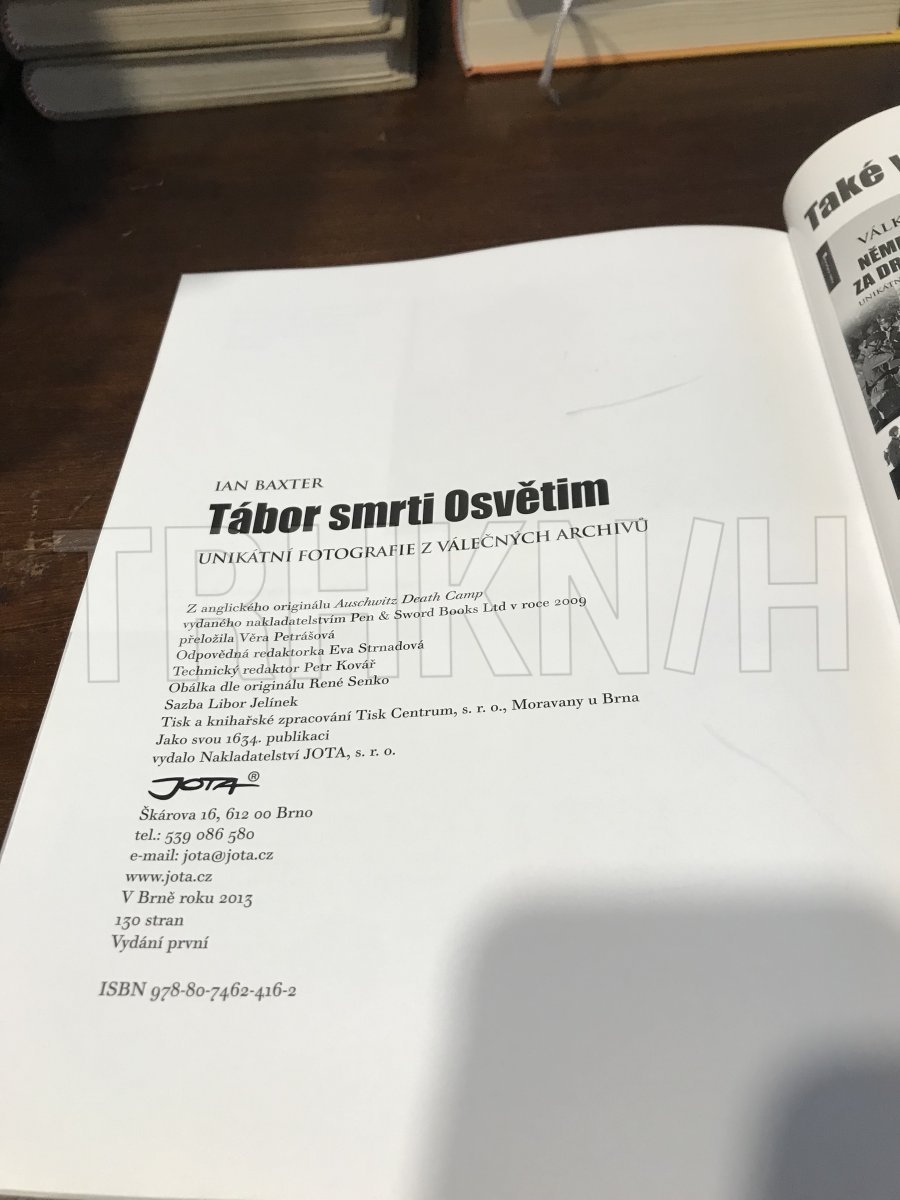 IAN BAXTER
Tábor smrti Osvětim
UNIKÁTNÍ FOTOGRAFIE Z VÁLEČNÝCH ARCHIVŮ
Z anglického originálu Auschwitz Death Camp
vydaného nakladatelstvím Pen & Sword Books Ltd v roce 2009
přeložila Věra Petrášová
Odpovědná redaktorka Eva Strnadová
Technický redaktor Petr Kovář
Obálka dle originálu René Senko
Sazba Libor Jelínek
Tisk a knihařské zpracování Tisk Centrum, s. r. o., Moravany u Brna
Jako svou 1634. publikaci
vydalo Nakladatelství JOTA, s. r. o.
JOTA®
Škárova 16, 612 00 Brno
tel.: 539 086 580
e-mail: jota@jota.cz
www.jota.cz
V Brně roku 2013
130 stran
Vydání první
ISBN 978-80-7462-416-2
Také
ZA
TRHKNIH